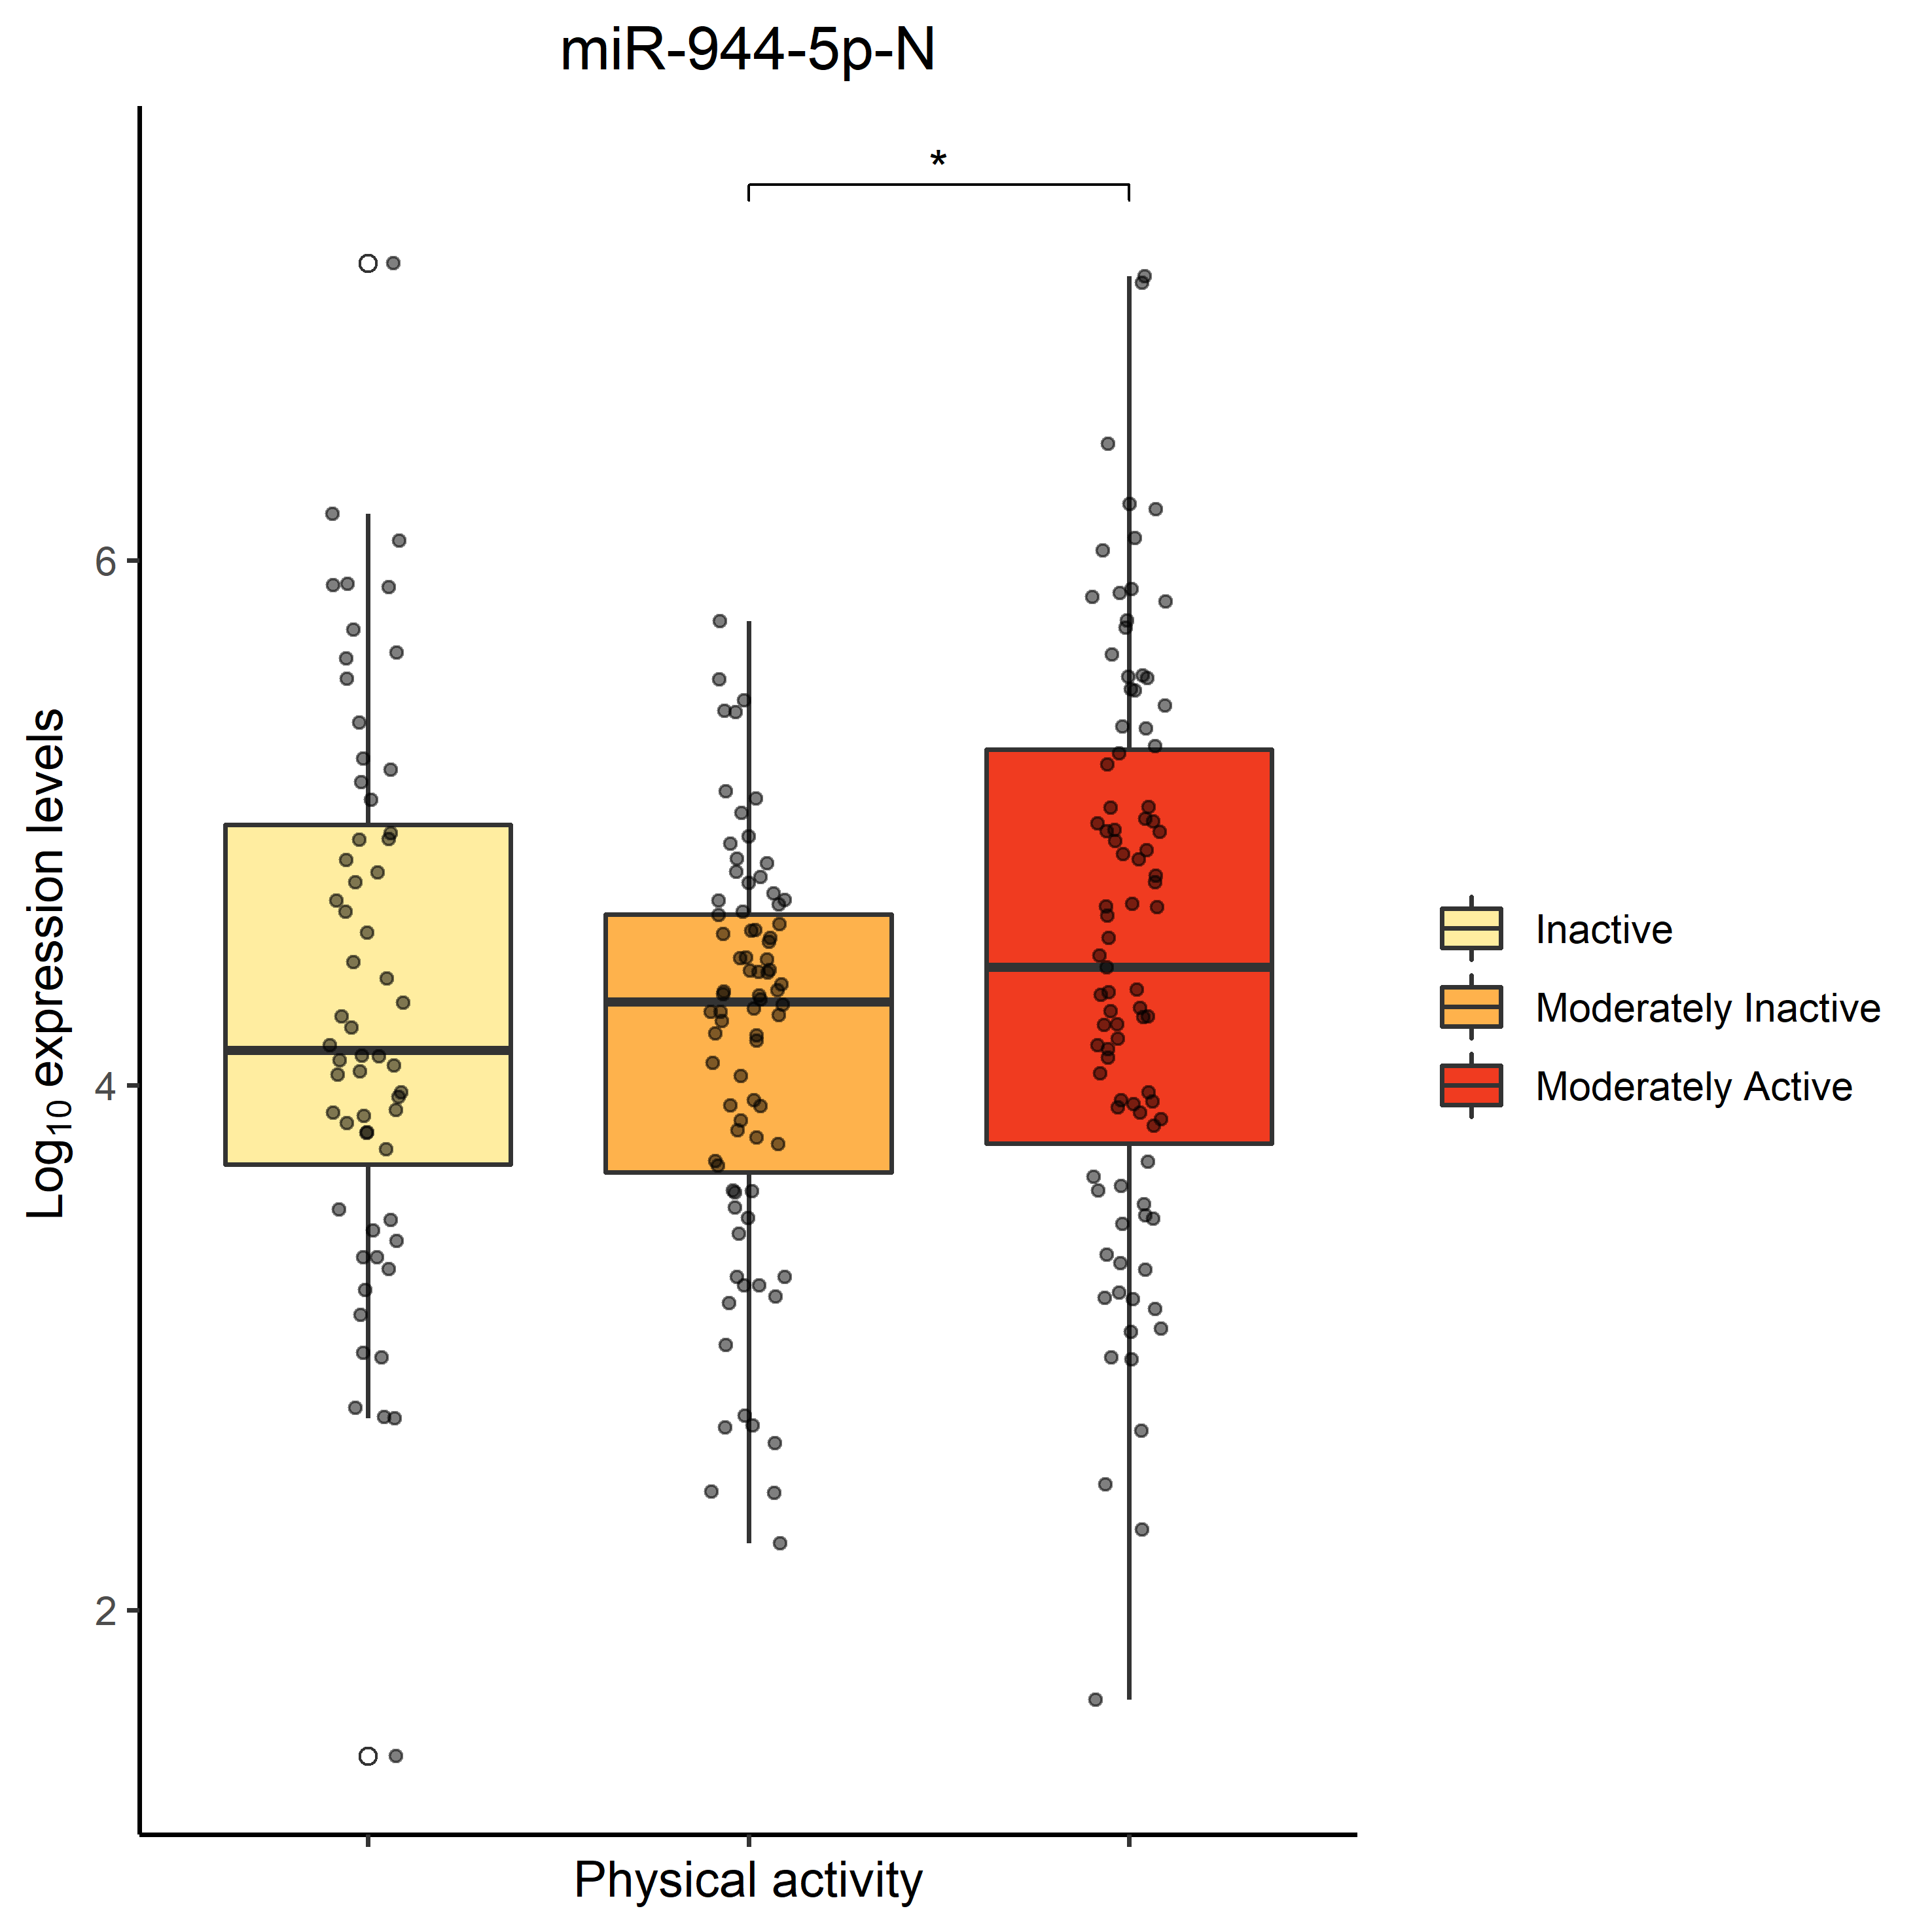 miR-944-5p-N
*
Log₁₀ expression levels
6
4
2
Physical activity
Inactive
Moderately Inactive
Moderately Active